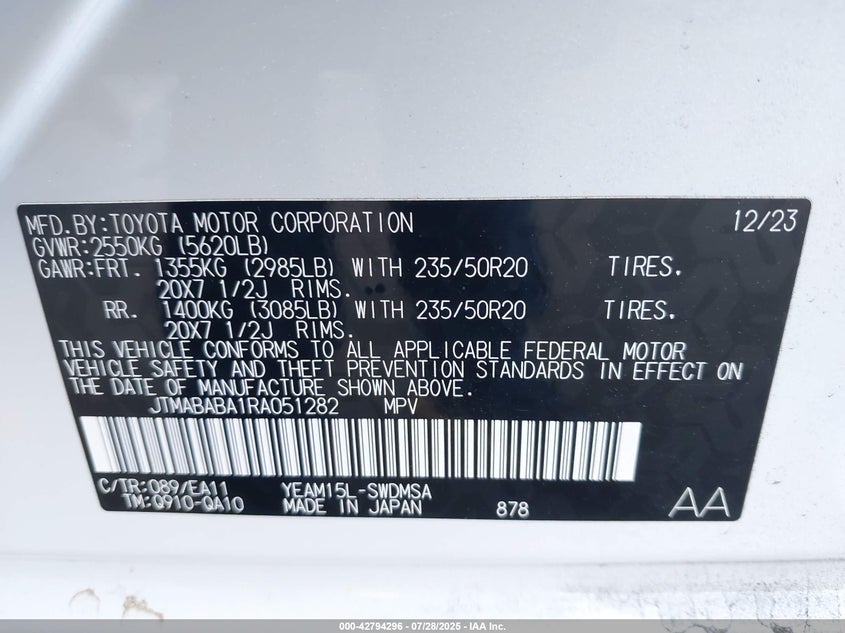 MFD.BY:TOYOTA MOTOR CORPORATION 12/23
GVWR:2550KG (5620LB)
GAWR:FRT. 1355KG (2985LB) WITH 235/50R20 TIRES.
20X7 1/2J RIMS.
RR. 1400KG (3085LB) WITH 235/50R20 TIRES.
20X7 1/2J RIMS.
THIS VEHICLE CONFORMS TO ALL APPLICABLE FEDERAL MOTOR
VEHICLE SAFETY AND THEFT PREVENTION STANDARDS IN EFFECT ON
THE DATE OF MANUFACTURE SHOWN ABOVE.
JTMABABA1RA051282 MPV
C/TR:089/EA11 YEAM15L-SWDMSA
TM:Q910-QA10 MADE IN JAPAN 878 AA
000-42794296 - 07/28/2025 - IAA Inc.